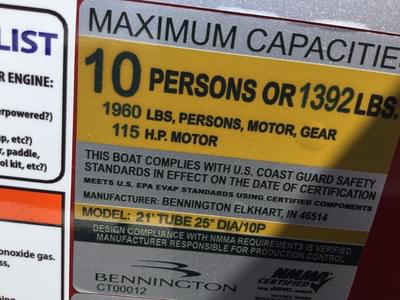 LIST
ENGINE:
erpowered?)
p, etc?)
r, paddle,
ol kit, etc?)
onoxide gas.
ss,
MAXIMUM CAPACITIE
10 PERSONS OR 1392 LBS.
1960 LBS, PERSONS, MOTOR, GEAR
115 H.P. MOTOR
THIS BOAT COMPLIES WITH U.S. COAST GUARD SAFETY
STANDARDS IN EFFECT ON THE DATE OF CERTIFICATION
MEETS U.S. EPA EVAP STANDARDS USING CERTIFIED COMPONENTS
MANUFACTURER: BENNINGTON ELKHART, IN 46514
MODEL: 21' TUBE 25" DIA/10P
DESIGN COMPLIANCE WITH NMMA REQUIREMENTS IS VERIFIED.
MANUFACTURER RESPONSIBLE FOR PRODUCTION CONTROL.
BENNINGTON
CT00012
NMMA
CERTIFIED